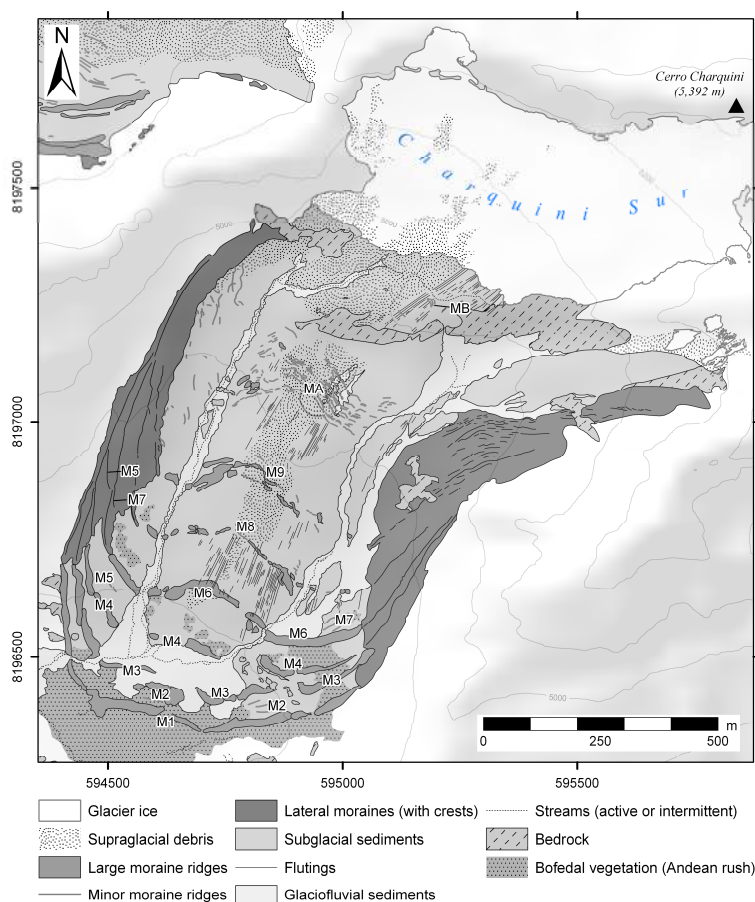 N
Cerro Charquini
(5,392 m)
Charquini Sur
8197500
8197000
8196500
5000
5000
MB
MA
M5
M7
M9
M8
M5
M4
M6
M6
M7
M4
M4
M3
M3
M3
M2
M2
M1
m
0 250 500
594500 595000 595500
Glacier ice
Supraglacial debris
Large moraine ridges
Minor moraine ridges
Lateral moraines (with crests)
Subglacial sediments
Flutings
Glaciofluvial sediments
Streams (active or intermittent)
Bedrock
Bofedal vegetation (Andean rush)